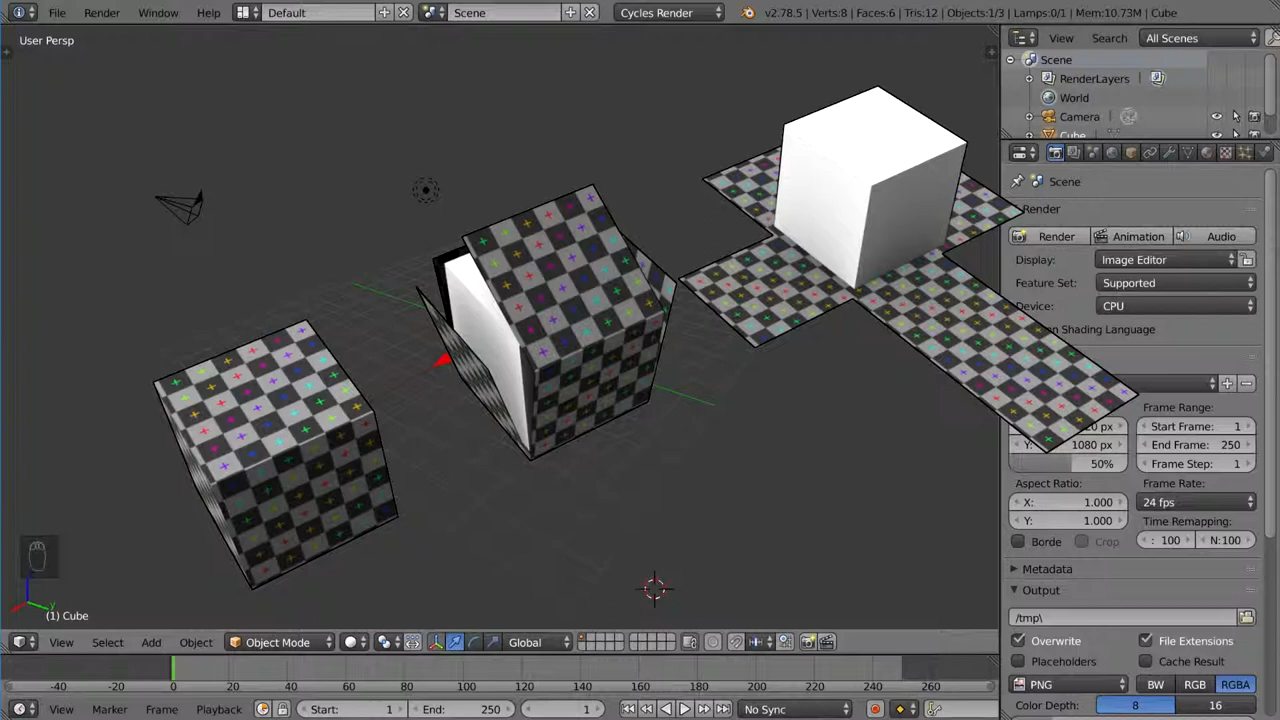 File Render Window Help Default Scene Cycles Render v2.78.5 | Verts:8 | Faces:6 | Tris:12 | Objects:1/3 | Lamps:0/1 | Mem:10.73M | Cube
User Persp
View Search All Scenes
Scene
RenderLayers |
World
Camera
Cube
Scene
Render
Render Animation Audio
Display: Image Editor
Feature Set: Supported
Device: CPU
Shading Language
Frame Range:
Start Frame: 1
Y: 1080 px End Frame: 250
50% Frame Step: 1
Aspect Ratio: Frame Rate:
X: 1.000 24 fps
Y: 1.000 Time Remapping:
Borde Crop : 100 N:100
Metadata
Output
/tmp\
Overwrite File Extensions
Placeholders Cache Result
PNG BW RGB RGBA
Color Depth: 8 16
(1) Cube
View Select Add Object Object Mode Global
-40 -20 0 20 40 60 80 100 120 140 160 180 200 220 240 260
View Marker Frame Playback Start: 1 End: 250 1 No Sync